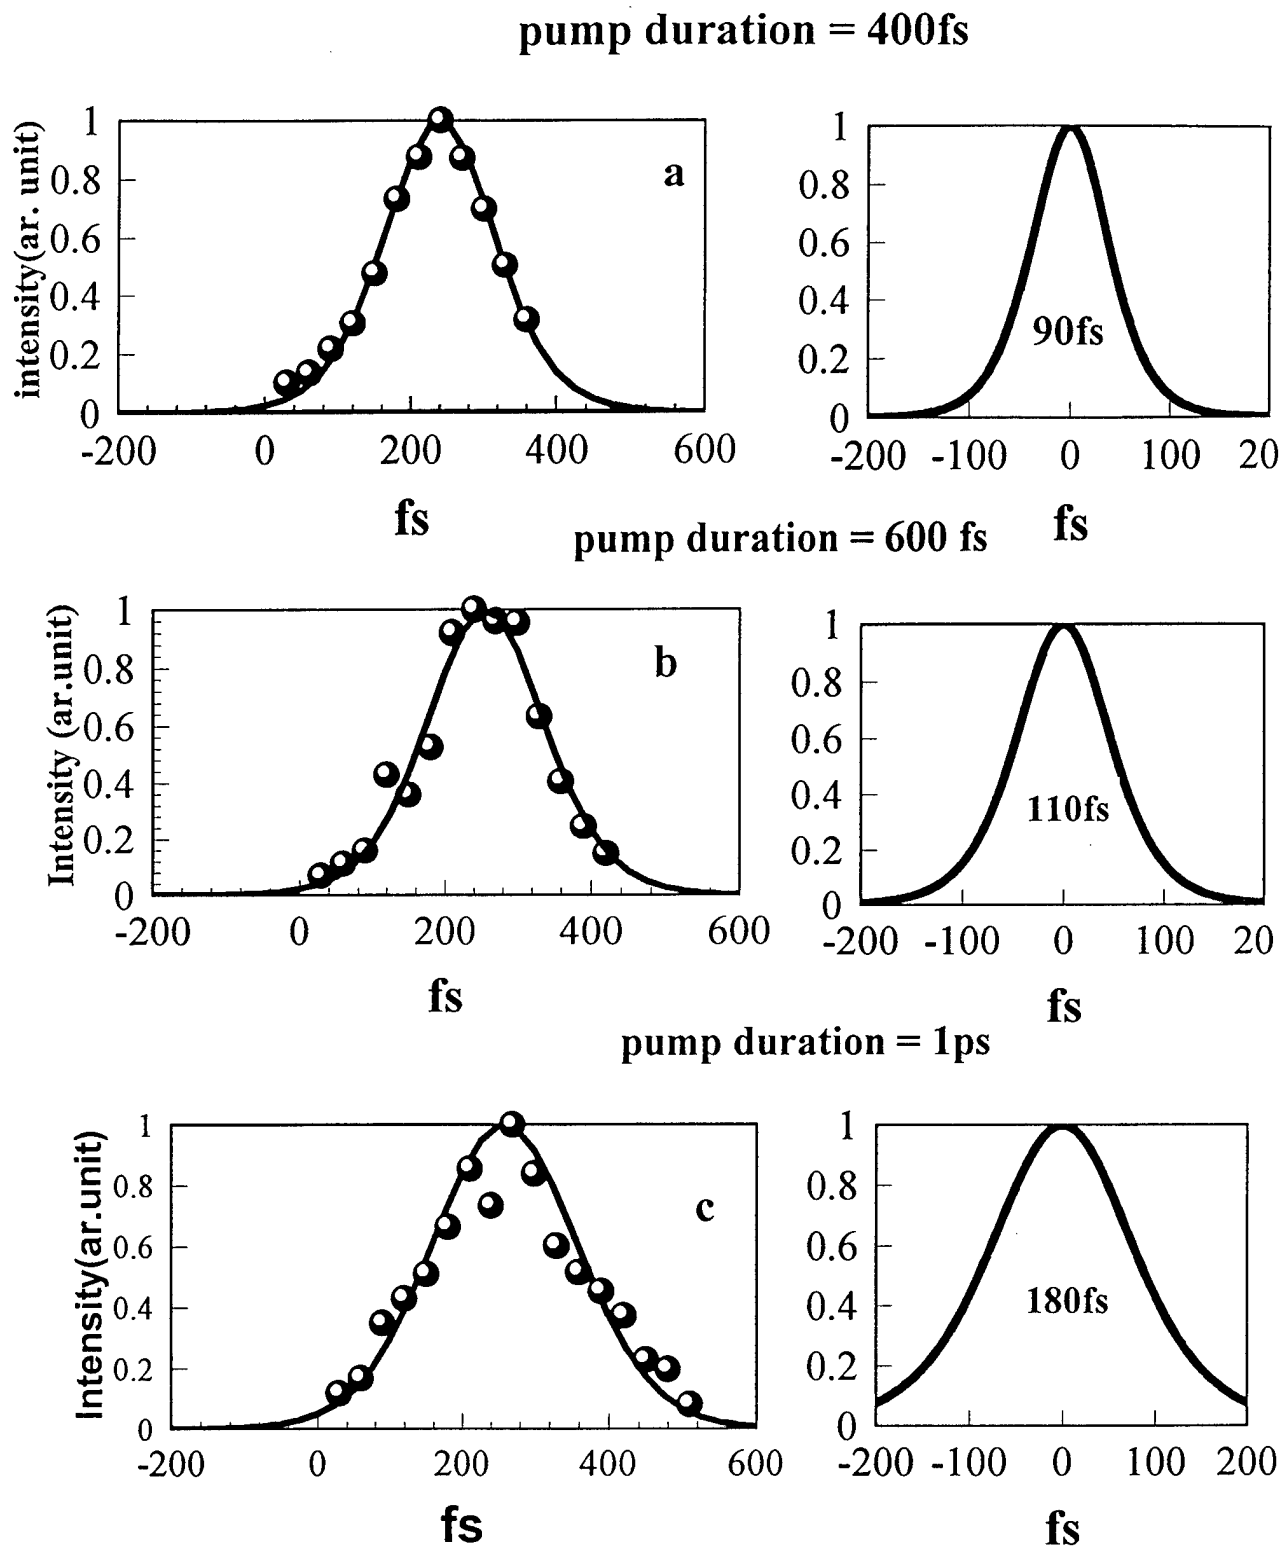 pump duration = 400fs
intensity(ar. unit)
1
0.8
0.6
0.4
0.2
0
a
-200 0 200 400 600
fs
1
0.8
0.6
0.4
0.2
0
90fs
-200 -100 0 100 20
fs
pump duration = 600 fs
Intensity (ar.unit)
1
0.8
0.6
0.4
0.2
0
b
-200 0 200 400 600
fs
1
0.8
0.6
0.4
0.2
0
110fs
-200 -100 0 100 20
fs
pump duration = 1ps
Intensity(ar.unit)
1
0.8
0.6
0.4
0.2
0
c
-200 0 200 400 600
fs
1
0.8
0.6
0.4
0.2
0
180fs
-200 -100 0 100 200
fs